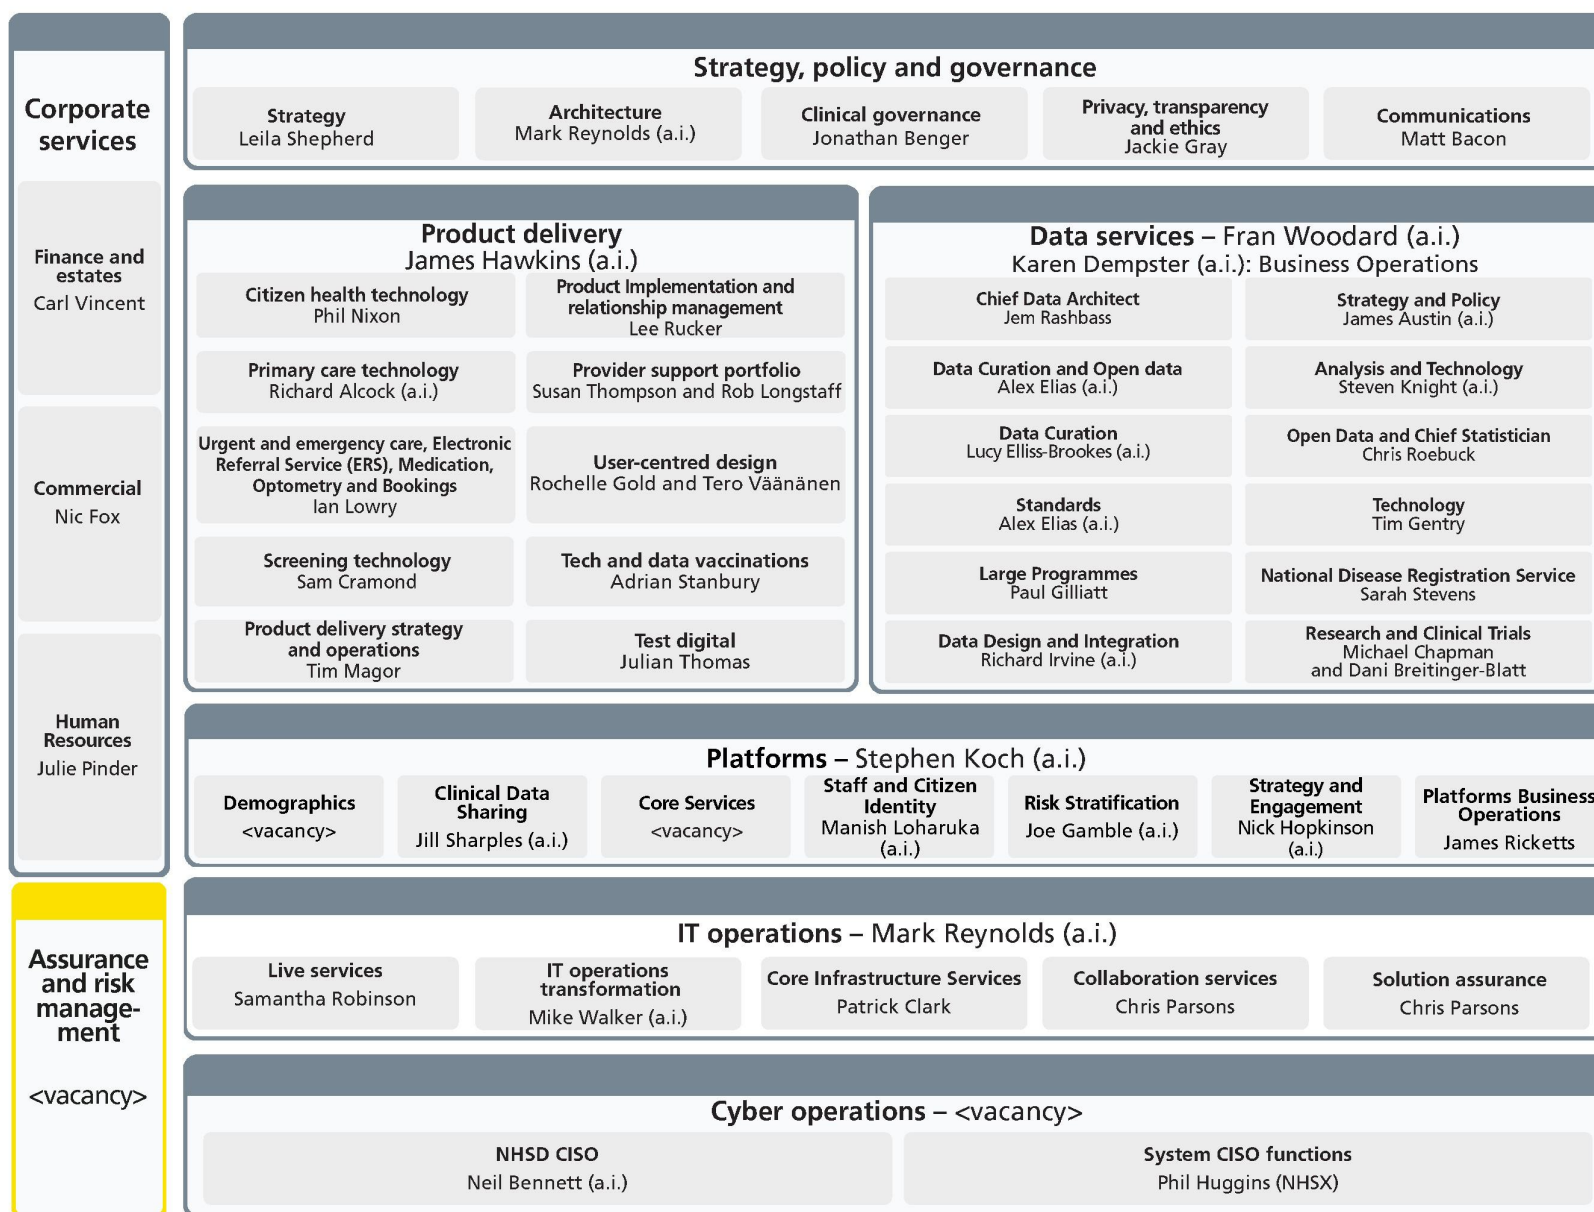 Corporate
services
Finance and
estates
Carl Vincent
Commercial
Nic Fox
Human
Resources
Julie Pinder
Assurance
and risk
manage-
ment
<vacancy>
Strategy, policy and governance
Strategy
Leila Shepherd
Architecture
Mark Reynolds (a.i.)
Clinical governance
Jonathan Benger
Privacy, transparency
and ethics
Jackie Gray
Communications
Matt Bacon
Product delivery
James Hawkins (a.i.)
Citizen health technology
Phil Nixon
Product Implementation and
relationship management
Lee Rucker
Primary care technology
Richard Alcock (a.i.)
Provider support portfolio
Susan Thompson and Rob Longstaff
Urgent and emergency care, Electronic
Referral Service (ERS), Medication,
Optometry and Bookings
Ian Lowry
User-centred design
Rochelle Gold and Tero Väänänen
Screening technology
Sam Cramond
Tech and data vaccinations
Adrian Stanbury
Product delivery strategy
and operations
Tim Magor
Test digital
Julian Thomas
Data services – Fran Woodard (a.i.)
Karen Dempster (a.i.): Business Operations
Chief Data Architect
Jem Rashbass
Strategy and Policy
James Austin (a.i.)
Data Curation and Open data
Alex Elias (a.i.)
Analysis and Technology
Steven Knight (a.i.)
Data Curation
Lucy Elliss-Brookes (a.i.)
Open Data and Chief Statistician
Chris Roebuck
Standards
Alex Elias (a.i.)
Technology
Tim Gentry
Large Programmes
Paul Gilliatt
National Disease Registration Service
Sarah Stevens
Data Design and Integration
Richard Irvine (a.i.)
Research and Clinical Trials
Michael Chapman
and Dani Breitinger-Blatt
Platforms – Stephen Koch (a.i.)
Demographics
<vacancy>
Clinical Data
Sharing
Jill Sharples (a.i.)
Core Services
<vacancy>
Staff and Citizen
Identity
Manish Loharuka
(a.i.)
Risk Stratification
Joe Gamble (a.i.)
Strategy and
Engagement
Nick Hopkinson
(a.i.)
Platforms Business
Operations
James Ricketts
IT operations – Mark Reynolds (a.i.)
Live services
Samantha Robinson
IT operations
transformation
Mike Walker (a.i.)
Core Infrastructure Services
Patrick Clark
Collaboration services
Chris Parsons
Solution assurance
Chris Parsons
Cyber operations – <vacancy>
NHSD CISO
Neil Bennett (a.i.)
System CISO functions
Phil Huggins (NHSX)